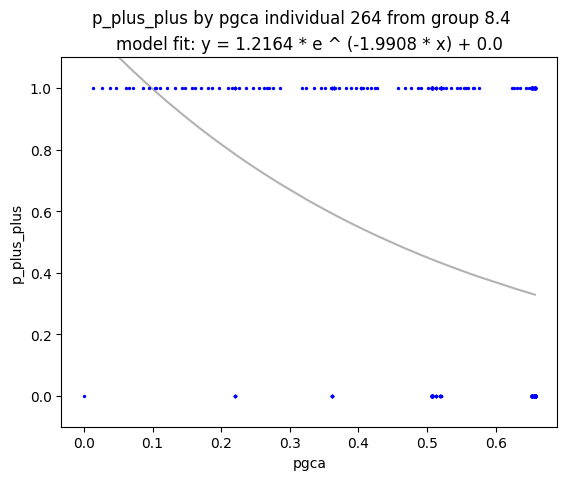 p_plus_plus by pgca individual 264 from group 8.4
model fit: y = 1.2164 * e ^ (-1.9908 * x) + 0.0
1.0
0.8
0.6
0.4
0.2
0.0
p_plus_plus
0.0 0.1 0.2 0.3 0.4 0.5 0.6
pgca